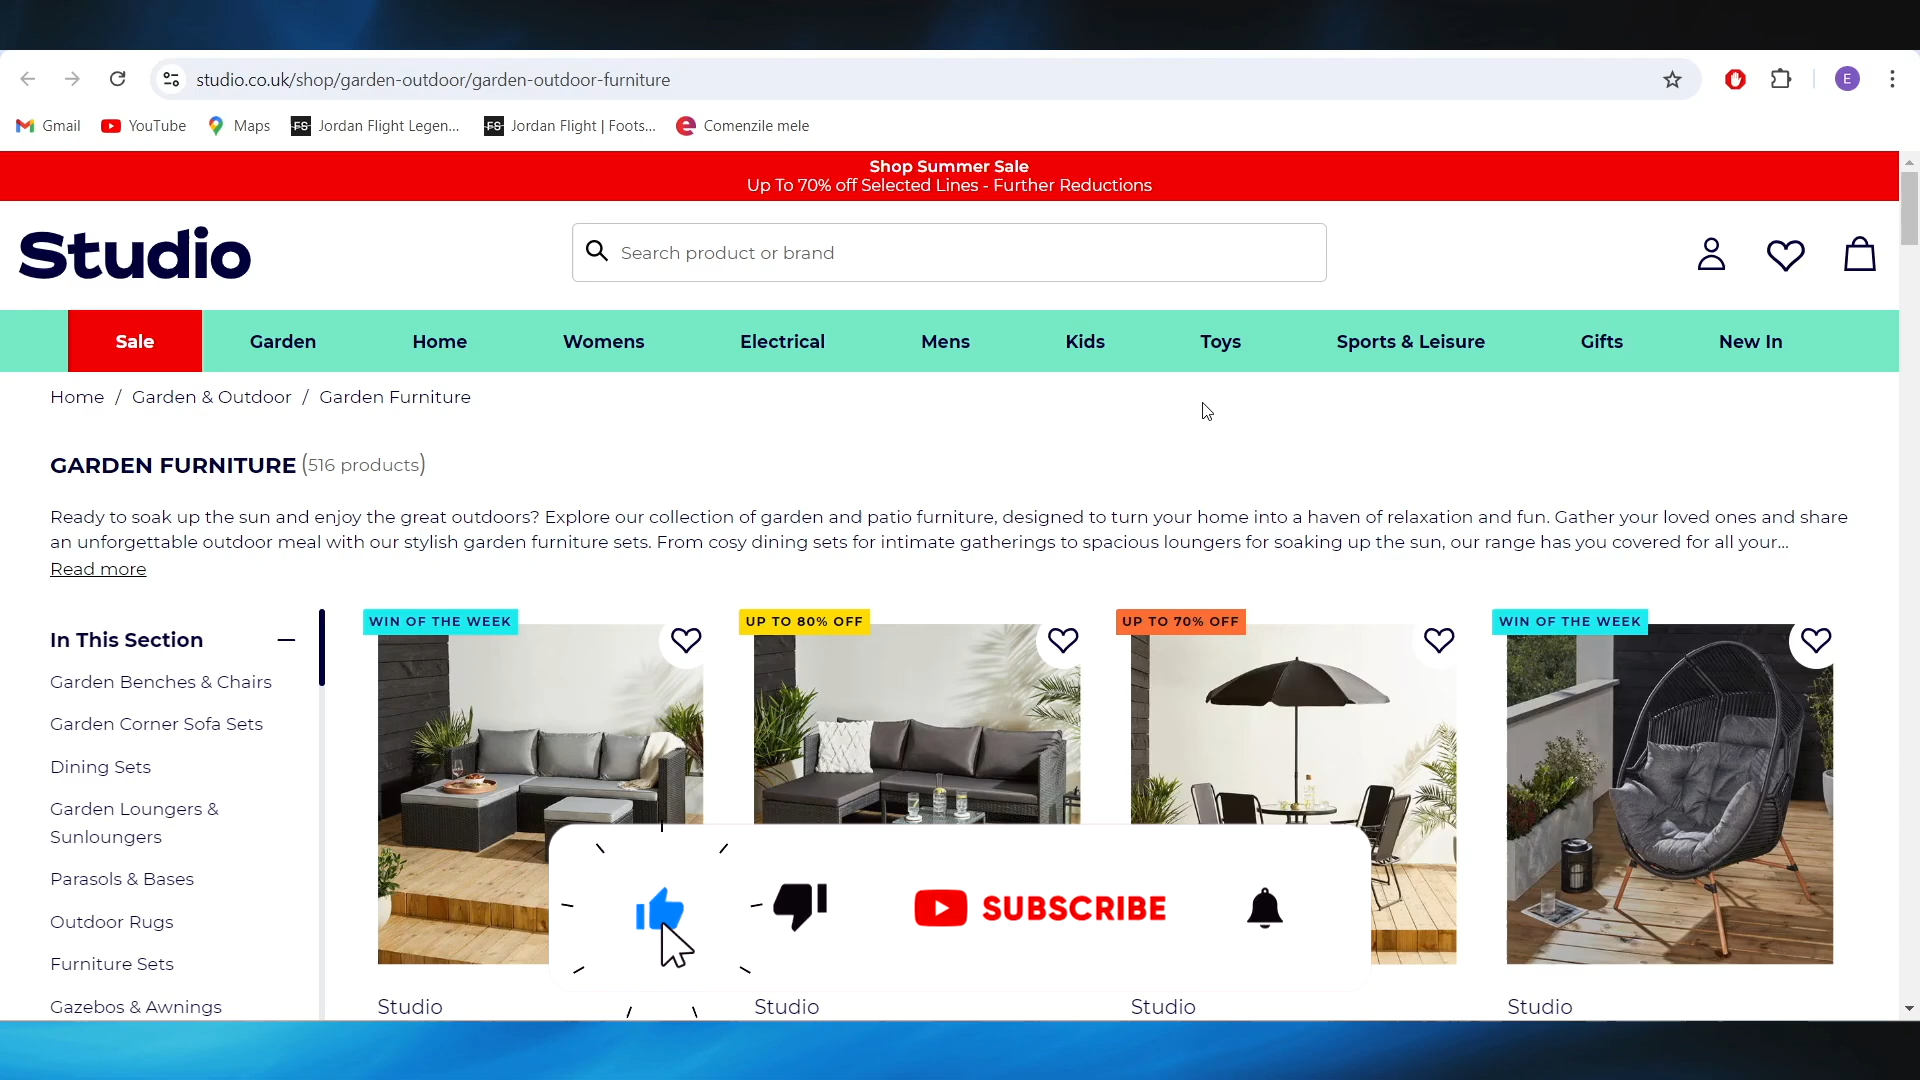 studio.co.uk/shop/garden-outdoor/garden-outdoor-furniture
E
Gmail
YouTube
Maps
FS
Jordan Flight Legen...
FS
Jordan Flight | Foots...
Comenzile mele
Shop Summer Sale
Up To 70% off Selected Lines - Further Reductions
Studio
Search product or brand
Sale
Garden
Home
Womens
Electrical
Mens
Kids
Toys
Sports & Leisure
Gifts
New In
Home / Garden & Outdoor / Garden Furniture
GARDEN FURNITURE (516 products)
Ready to soak up the sun and enjoy the great outdoors? Explore our collection of garden and patio furniture, designed to turn your home into a haven of relaxation and fun. Gather your loved ones and share
an unforgettable outdoor meal with our stylish garden furniture sets. From cosy dining sets for intimate gatherings to spacious loungers for soaking up the sun, our range has you covered for all your...
Read more
In This Section
Garden Benches & Chairs
Garden Corner Sofa Sets
Dining Sets
Garden Loungers &
Sunloungers
Parasols & Bases
Outdoor Rugs
Furniture Sets
Gazebos & Awnings
WIN OF THE WEEK
UP TO 80% OFF
UP TO 70% OFF
WIN OF THE WEEK
SUBSCRIBE
Studio
Studio
Studio
Studio